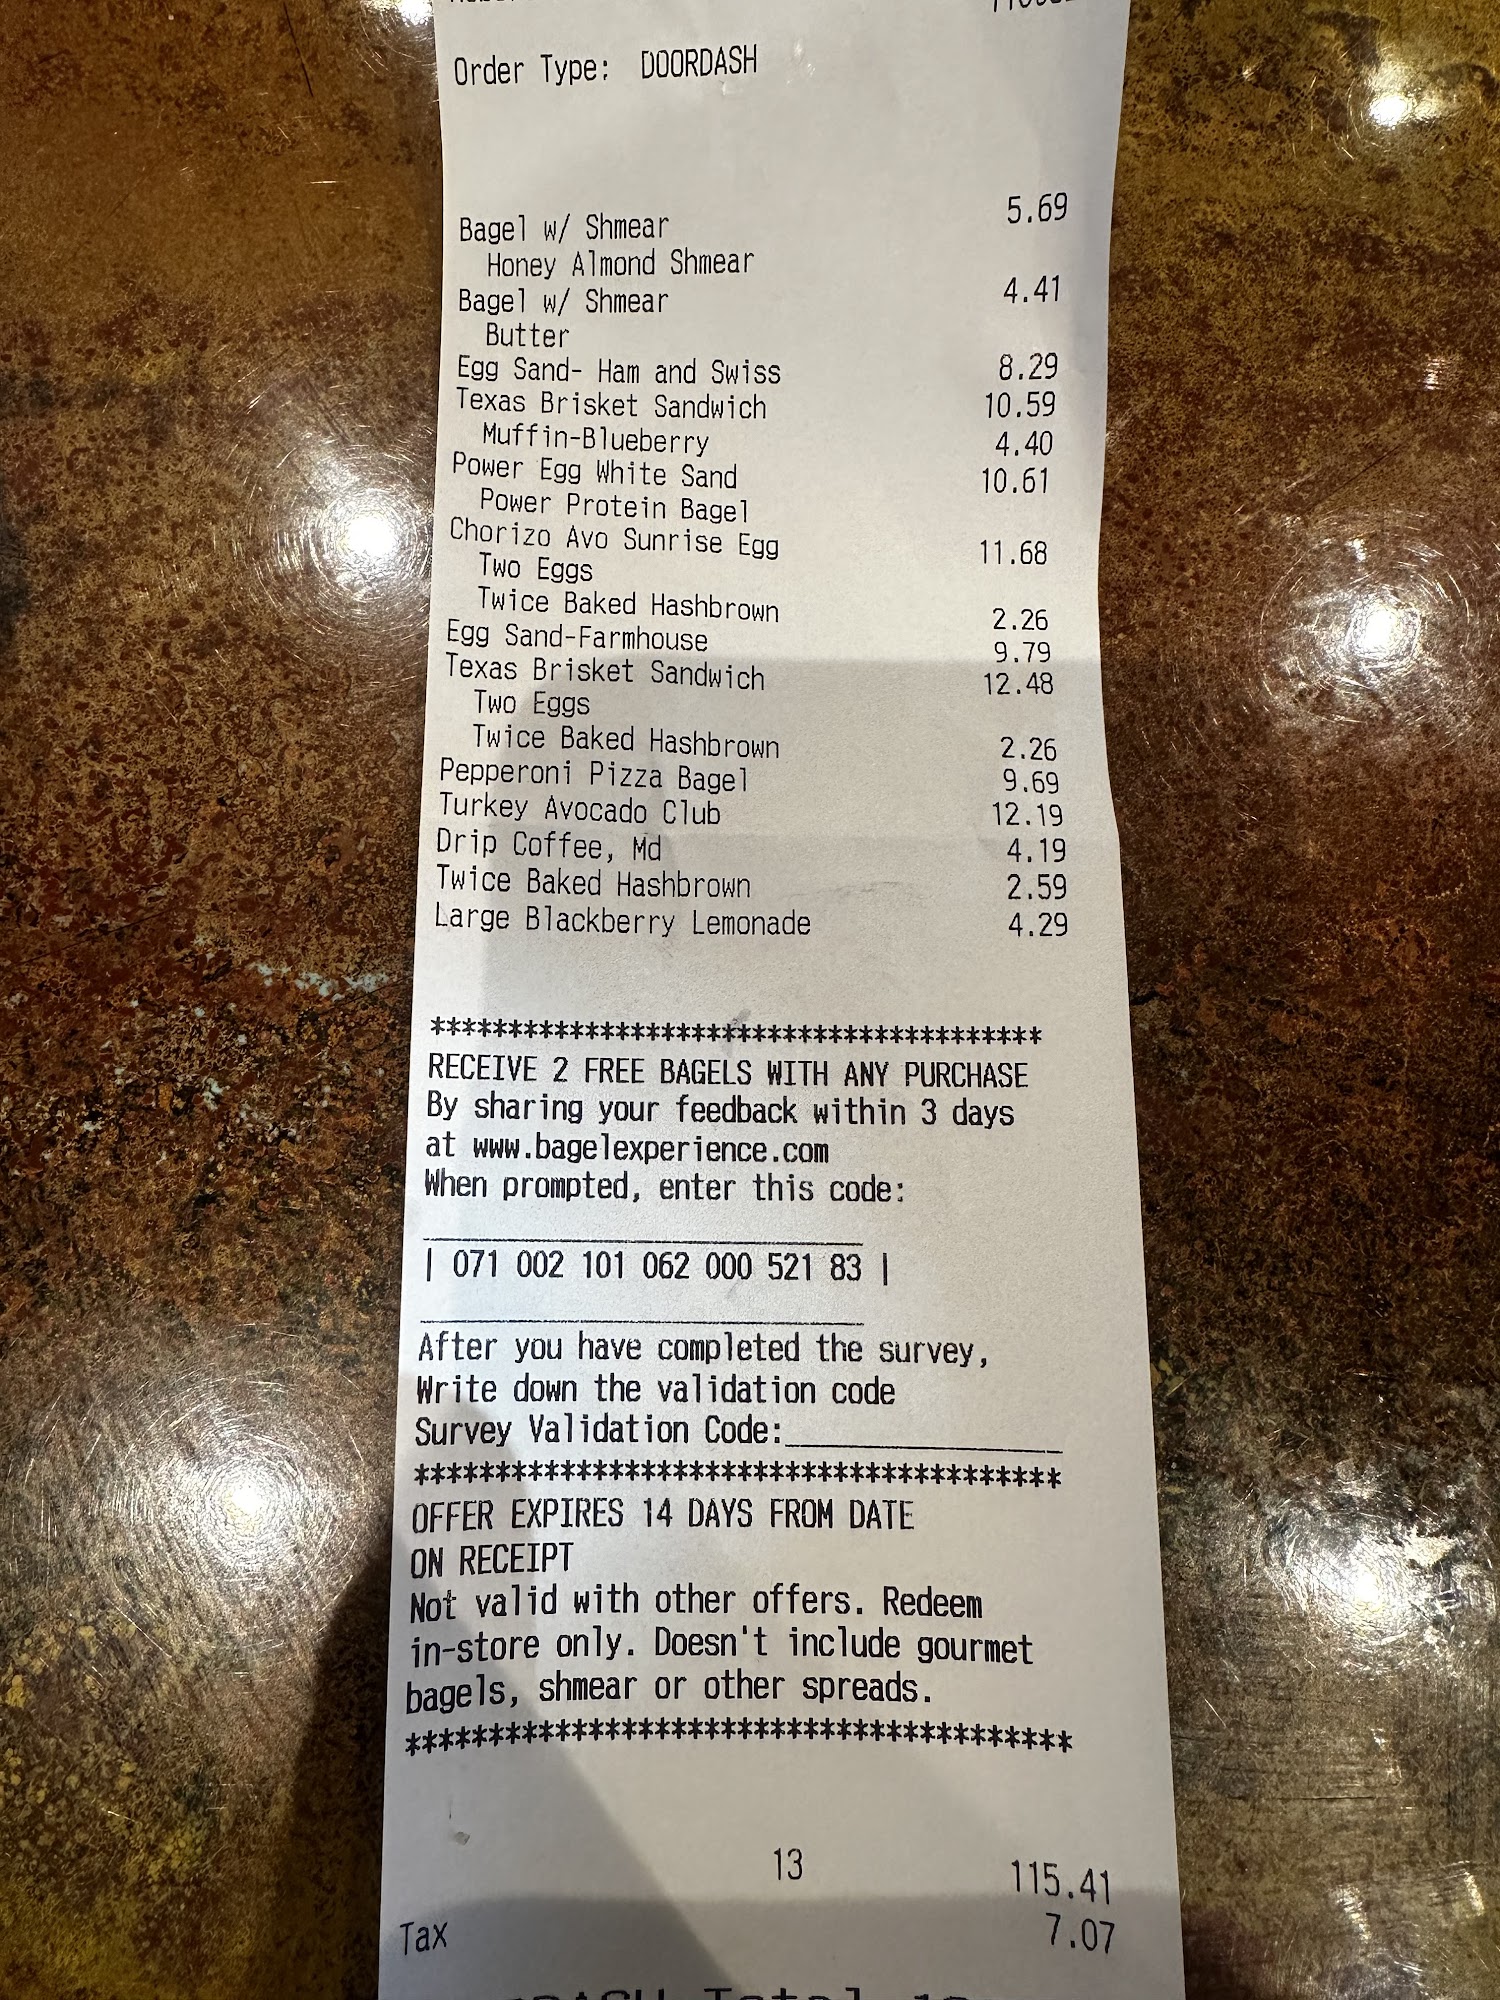 Order Type: DOORDASH
Bagel w/ Shmear 5.69
Honey Almond Shmear
Bagel w/ Shmear 4.41
Butter
Egg Sand- Ham and Swiss 8.29
Texas Brisket Sandwich 10.59
Muffin-Blueberry 4.40
Power Egg White Sand 10.61
Power Protein Bagel
Chorizo Avo Sunrise Egg 11.68
Two Eggs
Twice Baked Hashbrown 2.26
Egg Sand-Farmhouse 9.79
Texas Brisket Sandwich 12.48
Two Eggs
Twice Baked Hashbrown 2.26
Pepperoni Pizza Bagel 9.69
Turkey Avocado Club 12.19
Drip Coffee, Md 4.19
Twice Baked Hashbrown 2.59
Large Blackberry Lemonade 4.29
****************************************
RECEIVE 2 FREE BAGELS WITH ANY PURCHASE
By sharing your feedback within 3 days
at www.bagelexperience.com
When prompted, enter this code:
| 071 002 101 062 000 521 83 |
After you have completed the survey,
Write down the validation code
Survey Validation Code:_________________
****************************************
OFFER EXPIRES 14 DAYS FROM DATE
ON RECEIPT
Not valid with other offers. Redeem
in-store only. Doesn't include gourmet
bagels, shmear or other spreads.
****************************************
13 115.41
Tax 7.07
Total